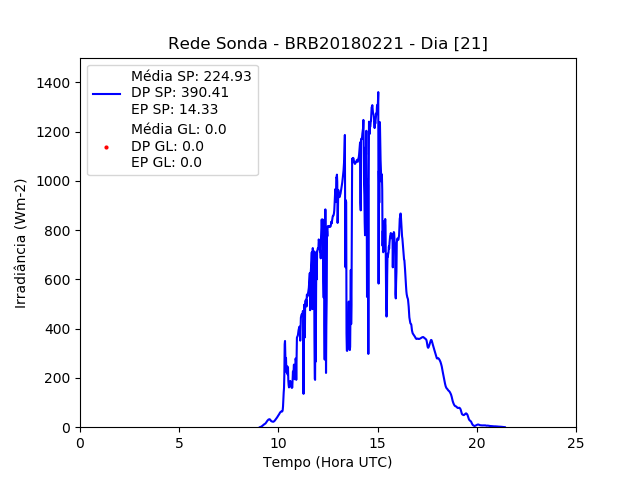 Rede Sonda - BRB20180221 - Dia [21]
Média SP: 224.93
DP SP: 390.41
EP SP: 14.33
Média GL: 0.0
DP GL: 0.0
EP GL: 0.0
Irradiância (Wm-2)
1400
1200
1000
800
600
400
200
0
0 5 10 15 20 25
Tempo (Hora UTC)